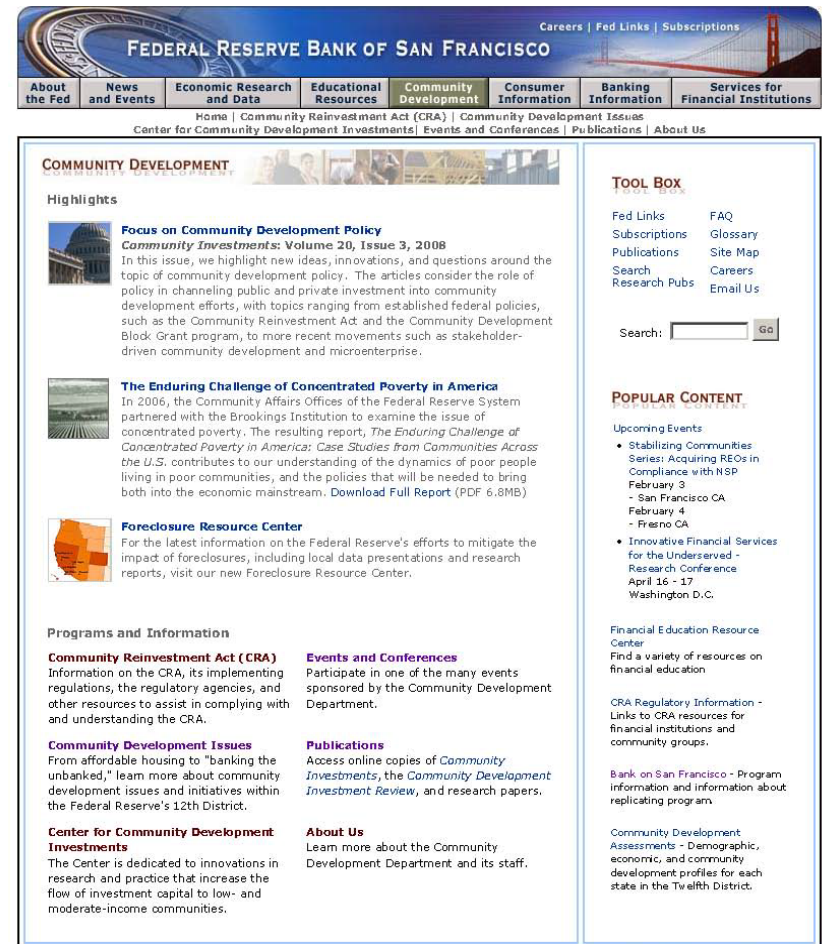 Careers | Fed Links | Subscriptions
FEDERAL RESERVE BANK OF SAN FRANCISCO
About the Fed
News and Events
Economic Research and Data
Educational Resources
Community Development
Consumer Information
Banking Information
Services for Financial Institutions
Home | Community Reinvestment Act (CRA) | Community Development Issues
Center for Community Development Investments| Events and Conferences | Publications | About Us
COMMUNITY DEVELOPMENT
Highlights
Focus on Community Development Policy
Community Investments: Volume 20, Issue 3, 2008
In this issue, we highlight new ideas, innovations, and questions around the
topic of community development policy. The articles consider the role of
policy in channeling public and private investment into community
development efforts, with topics ranging from established federal policies,
such as the Community Reinvestment Act and the Community Development
Block Grant program, to more recent movements such as stakeholder-
driven community development and microenterprise.
The Enduring Challenge of Concentrated Poverty in America
In 2006, the Community Affairs Offices of the Federal Reserve System
partnered with the Brookings Institution to examine the issue of
concentrated poverty. The resulting report, The Enduring Challenge of
Concentrated Poverty in America: Case Studies from Communities Across
the U.S. contributes to our understanding of the dynamics of poor people
living in poor communities, and the policies that will be needed to bring
both into the economic mainstream. Download Full Report (PDF 6.8MB)
Foreclosure Resource Center
For the latest information on the Federal Reserve's efforts to mitigate the
impact of foreclosures, including local data presentations and research
reports, visit our new Foreclosure Resource Center.
Programs and Information
Community Reinvestment Act (CRA)
Information on the CRA, its implementing
regulations, the regulatory agencies, and
other resources to assist in complying with
and understanding the CRA.
Community Development Issues
From affordable housing to "banking the
unbanked," learn more about community
development issues and initiatives within
the Federal Reserve's 12th District.
Center for Community Development
Investments
The Center is dedicated to innovations in
research and practice that increase the
flow of investment capital to low- and
moderate-income communities.
Events and Conferences
Participate in one of the many events
sponsored by the Community Development
Department.
Publications
Access online copies of Community
Investments, the Community Development
Investment Review, and research papers.
About Us
Learn more about the Community
Development Department and its staff.
TOOL BOX
Fed Links
Subscriptions
Publications
Search
Research Pubs
FAQ
Glossary
Site Map
Careers
Email Us
Search:
Go
POPULAR CONTENT
Upcoming Events
• Stabilizing Communities
Series: Acquiring REOs in
Compliance with NSP
February 3
- San Francisco CA
February 4
- Fresno CA
• Innovative Financial Services
for the Underserved -
Research Conference
April 16 - 17
Washington D.C.
Financial Education Resource
Center
Find a variety of resources on
financial education
CRA Regulatory Information -
Links to CRA resources for
financial institutions and
community groups.
Bank on San Francisco - Program
information and information about
replicating program.
Community Development
Assessments - Demographic,
economic, and community
development profiles for each
state in the Twelfth District.